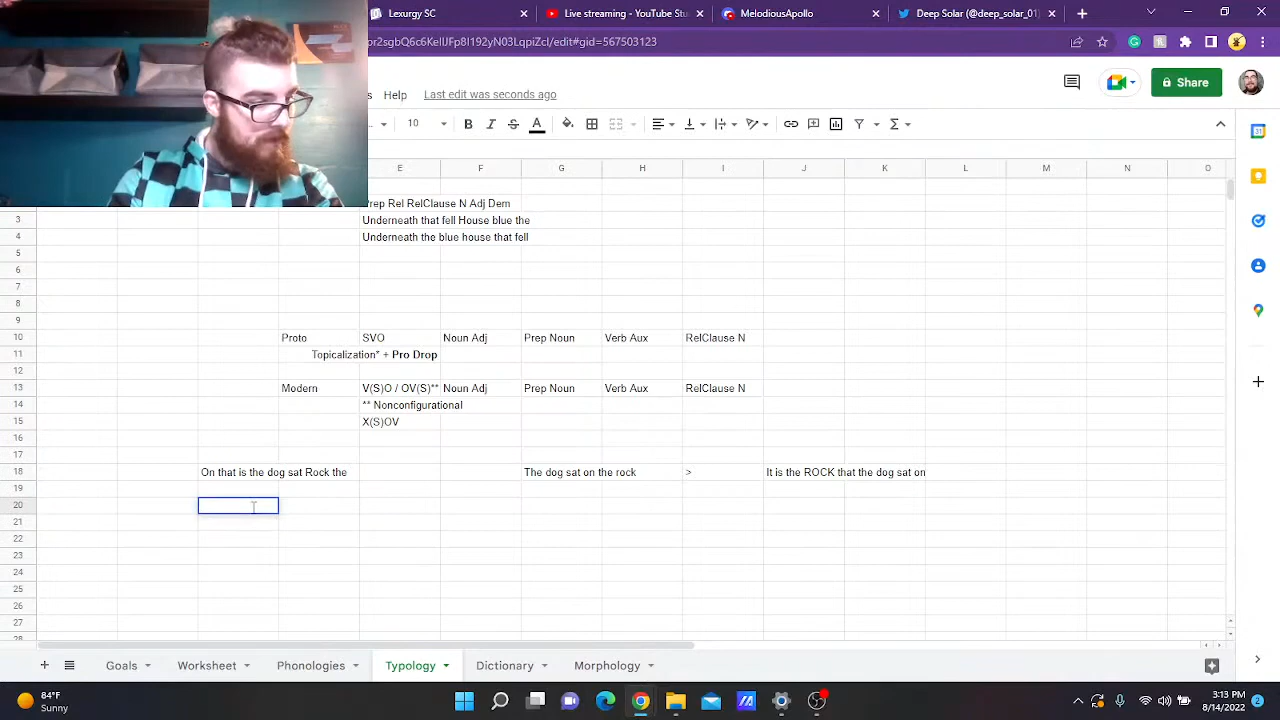 Lexurgy SC
Live streaming - YouTube Stu
MelodiousApollo
Deep Solar (@deep_solar_01)
pr2sgbQ6c6KelIJFp8I192yN03LqpiZcI/edit#gid=567503123
Help
Last edit was seconds ago
Share
10
B I S A
E F G H I J K L M N O
Prep Rel RelClause N Adj Dem
3 Underneath that fell House blue the
4 Underneath the blue house that fell
5
6
7
8
9
10 Proto SVO Noun Adj Prep Noun Verb Aux RelClause N
11 Topicalization* + Pro Drop
12
13 Modern V(S)O / OV(S)** Noun Adj Prep Noun Verb Aux RelClause N
14 ** Nonconfigurational
15 X(S)OV
16
17
18 On that is the dog sat Rock the The dog sat on the rock > It is the ROCK that the dog sat on
19
20
21
22
23
24
25
26
27
28
Goals Worksheet Phonologies Typology Dictionary Morphology
84°F
Sunny
3:13 PM
8/14/2022
2